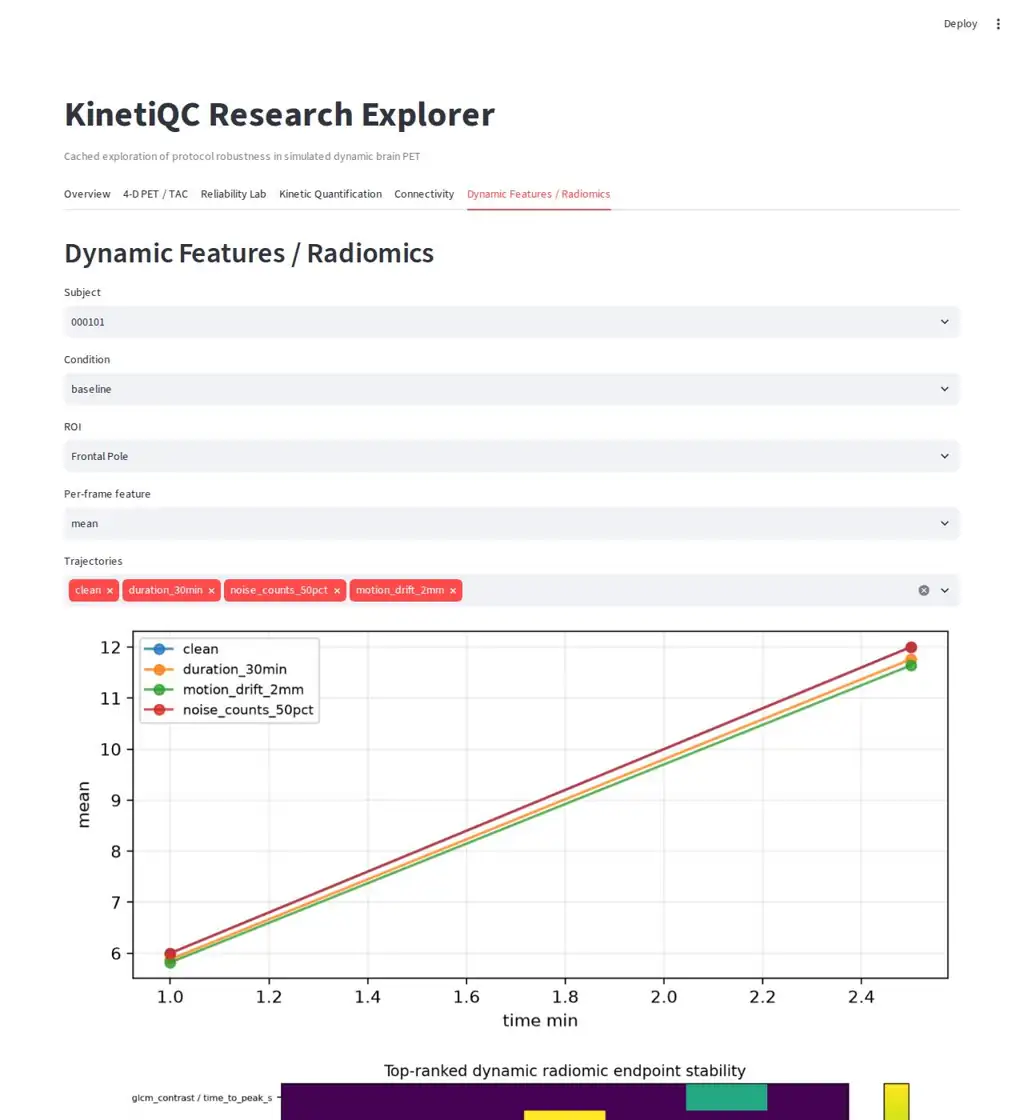 Deploy
KinetiQC Research Explorer
Cached exploration of protocol robustness in simulated dynamic brain PET
Overview 4-D PET / TAC Reliability Lab Kinetic Quantification Connectivity Dynamic Features / Radiomics
Dynamic Features / Radiomics
Subject
000101
Condition
baseline
ROI
Frontal Pole
Per-frame feature
mean
Trajectories
clean × duration_30min × noise_counts_50pct × motion_drift_2mm ×
clean
duration_30min
motion_drift_2mm
noise_counts_50pct
12
11
10
9
8
7
6
mean
1.0 1.2 1.4 1.6 1.8 2.0 2.2 2.4
time min
Top-ranked dynamic radiomic endpoint stability
glcm_contrast / time_to_peak_s